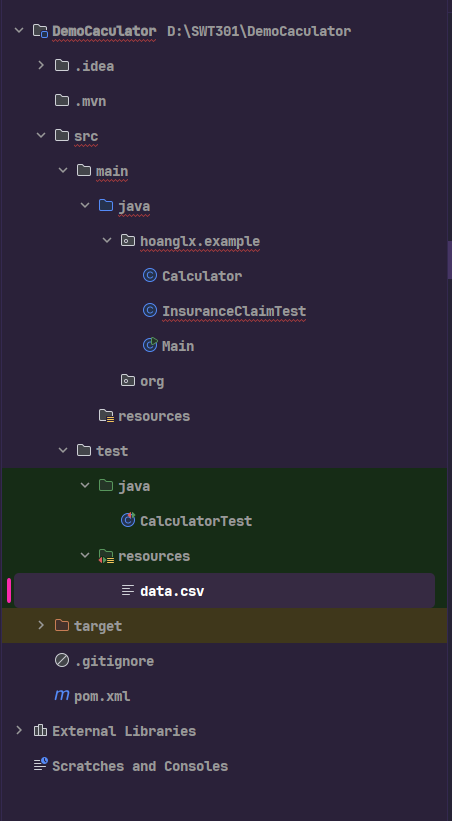 DemoCaculator D:\SWT301\DemoCaculator
.idea
.mvn
src
main
java
hoanglx.example
Calculator
InsuranceClaimTest
Main
org
resources
test
java
CalculatorTest
resources
data.csv
target
.gitignore
pom.xml
External Libraries
Scratches and Consoles